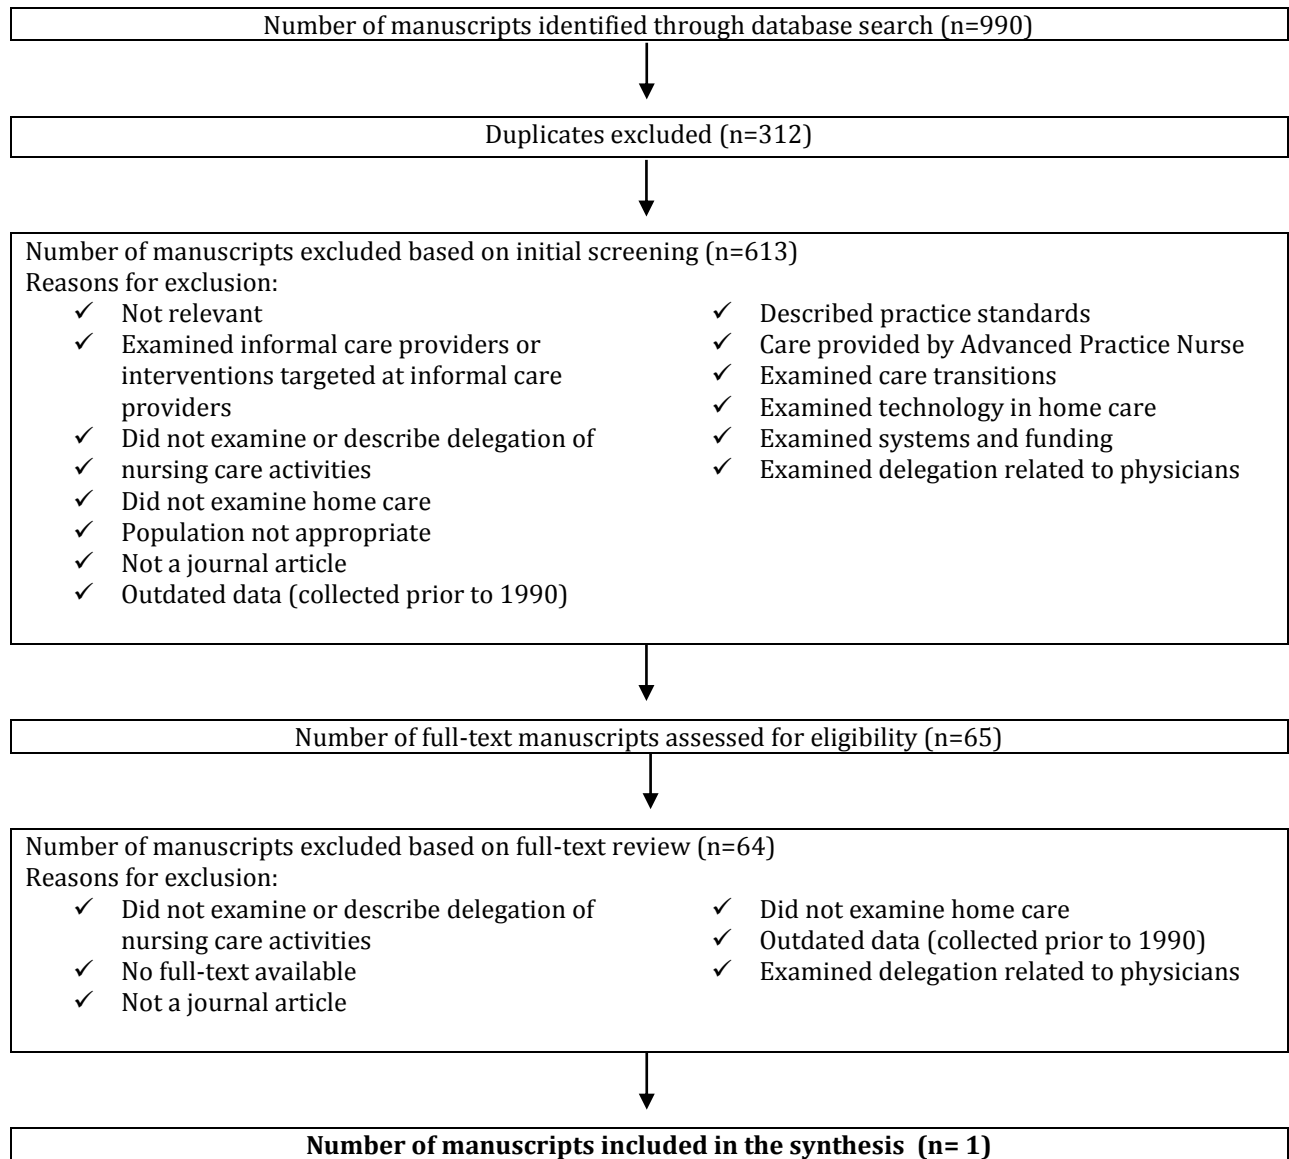 Number of manuscripts identified through database search (n=990)
Duplicates excluded (n=312)
Number of manuscripts excluded based on initial screening (n=613)
Reasons for exclusion:
✓ Not relevant
✓ Examined informal care providers or
interventions targeted at informal care
providers
✓ Did not examine or describe delegation of
✓ nursing care activities
✓ Did not examine home care
✓ Population not appropriate
✓ Not a journal article
✓ Outdated data (collected prior to 1990)
✓ Described practice standards
✓ Care provided by Advanced Practice Nurse
✓ Examined care transitions
✓ Examined technology in home care
✓ Examined systems and funding
✓ Examined delegation related to physicians
Number of full-text manuscripts assessed for eligibility (n=65)
Number of manuscripts excluded based on full-text review (n=64)
Reasons for exclusion:
✓ Did not examine or describe delegation of
nursing care activities
✓ No full-text available
✓ Not a journal article
✓ Did not examine home care
✓ Outdated data (collected prior to 1990)
✓ Examined delegation related to physicians
Number of manuscripts included in the synthesis (n= 1)